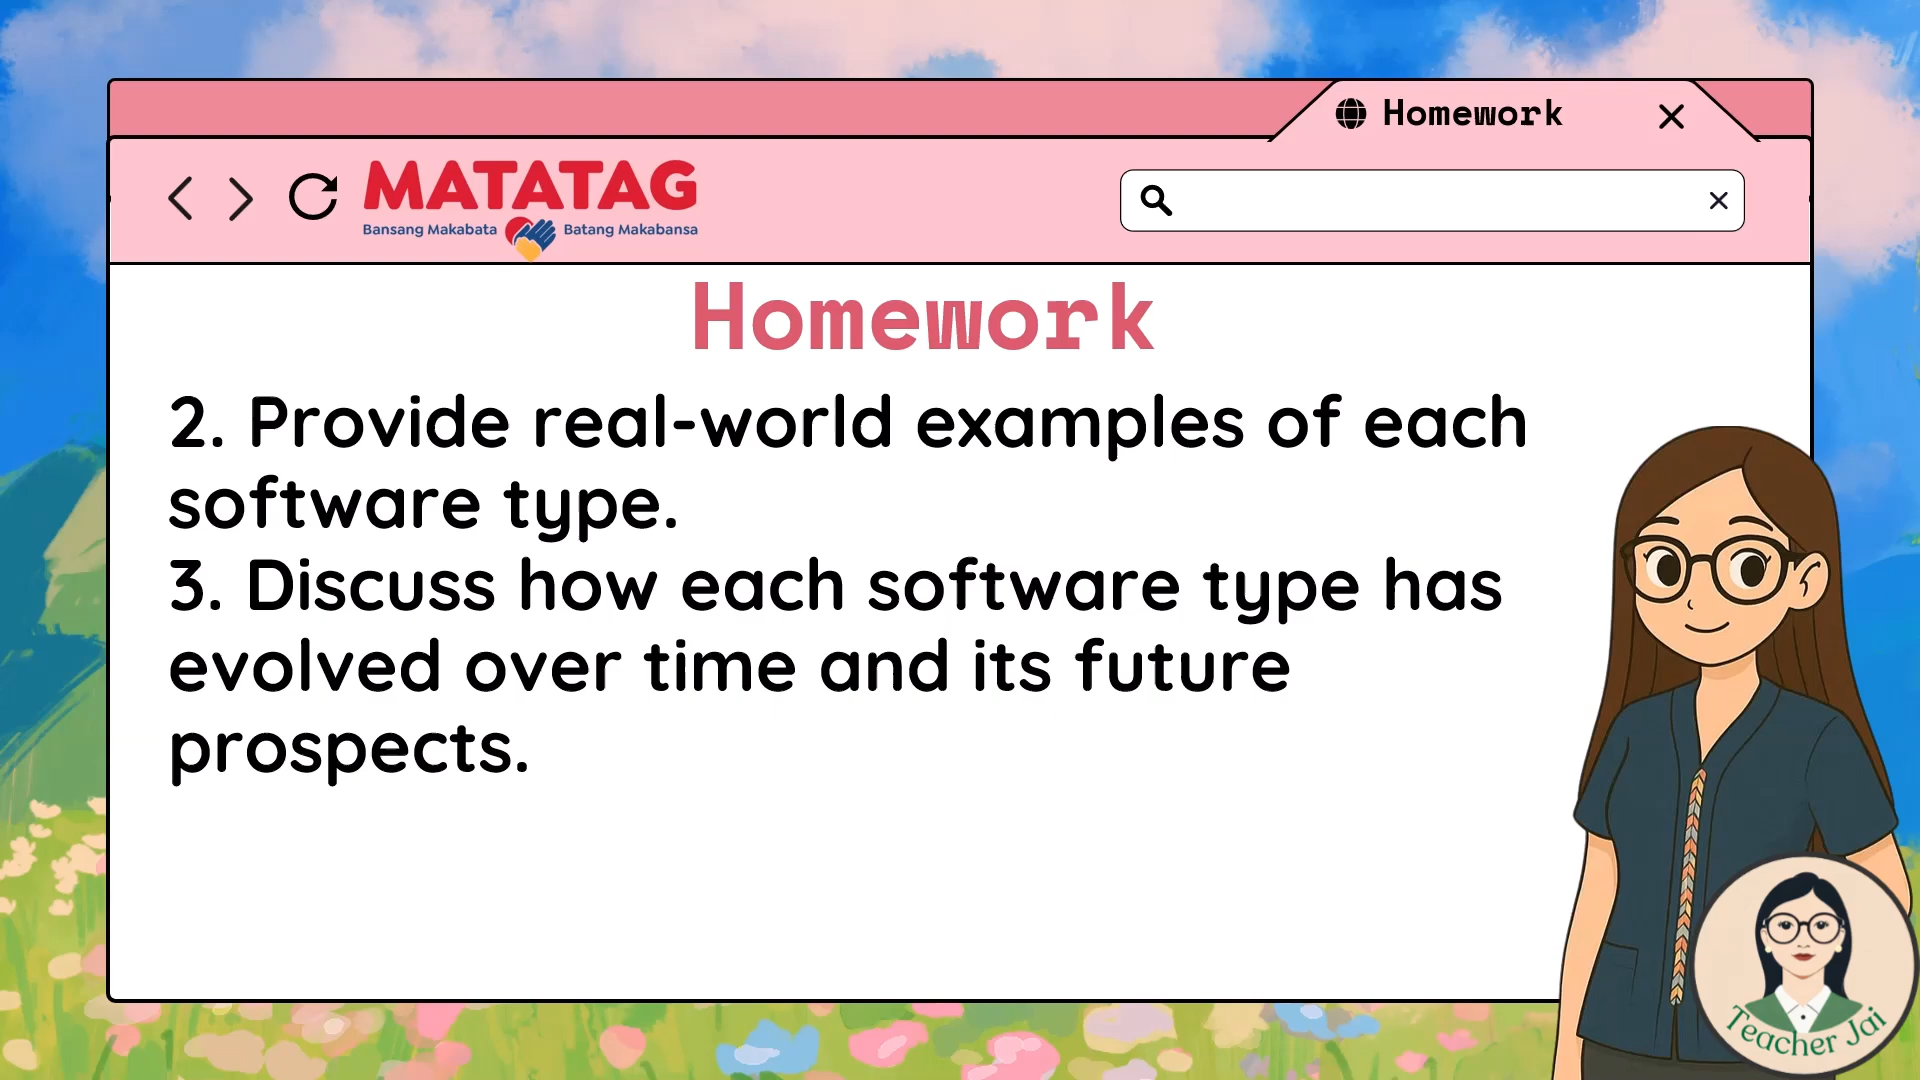 Homework
MATATAG
Bansang Makabata Batang Makabansa
Homework
2. Provide real-world examples of each
software type.
3. Discuss how each software type has
evolved over time and its future
prospects.
Teacher Jai